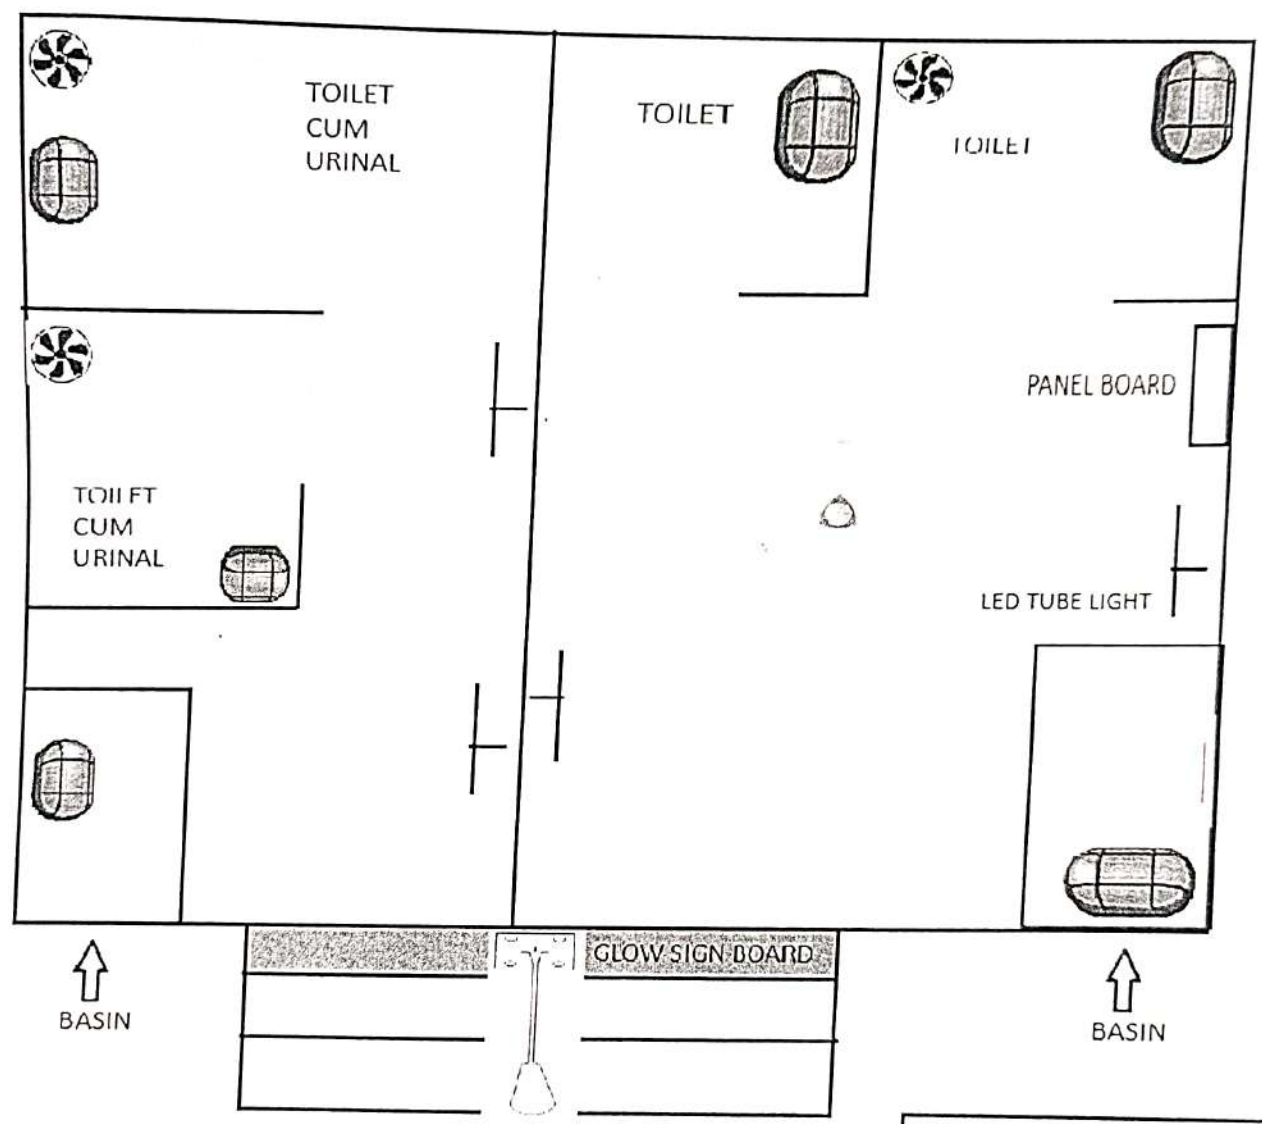 TOILET
CUM
URINAL
TOILET
TOILET
PANEL BOARD
TOILET
CUM
URINAL
LED TUBE LIGHT
GLOW SIGN BOARD
BASIN
BASIN